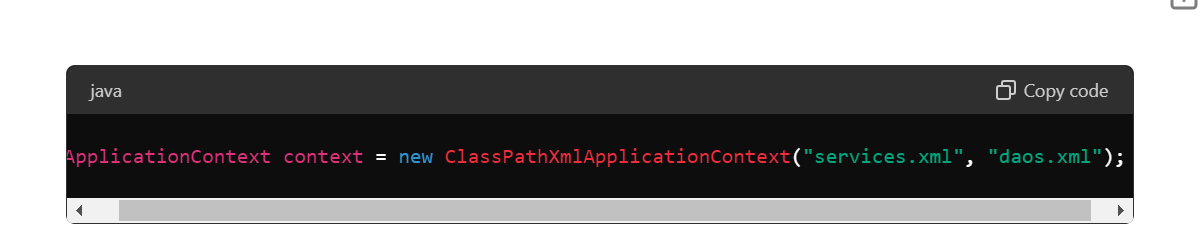 java
Copy code
ApplicationContext context = new ClassPathXmlApplicationContext("services.xml", "daos.xml");